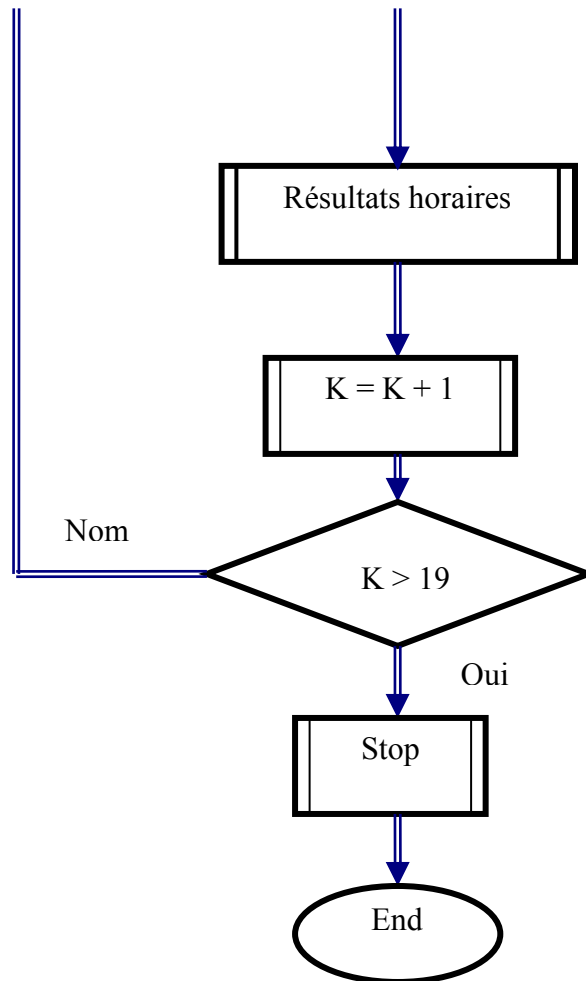 Résultats horaires
K = K + 1
Nom
K > 19
Oui
Stop
End